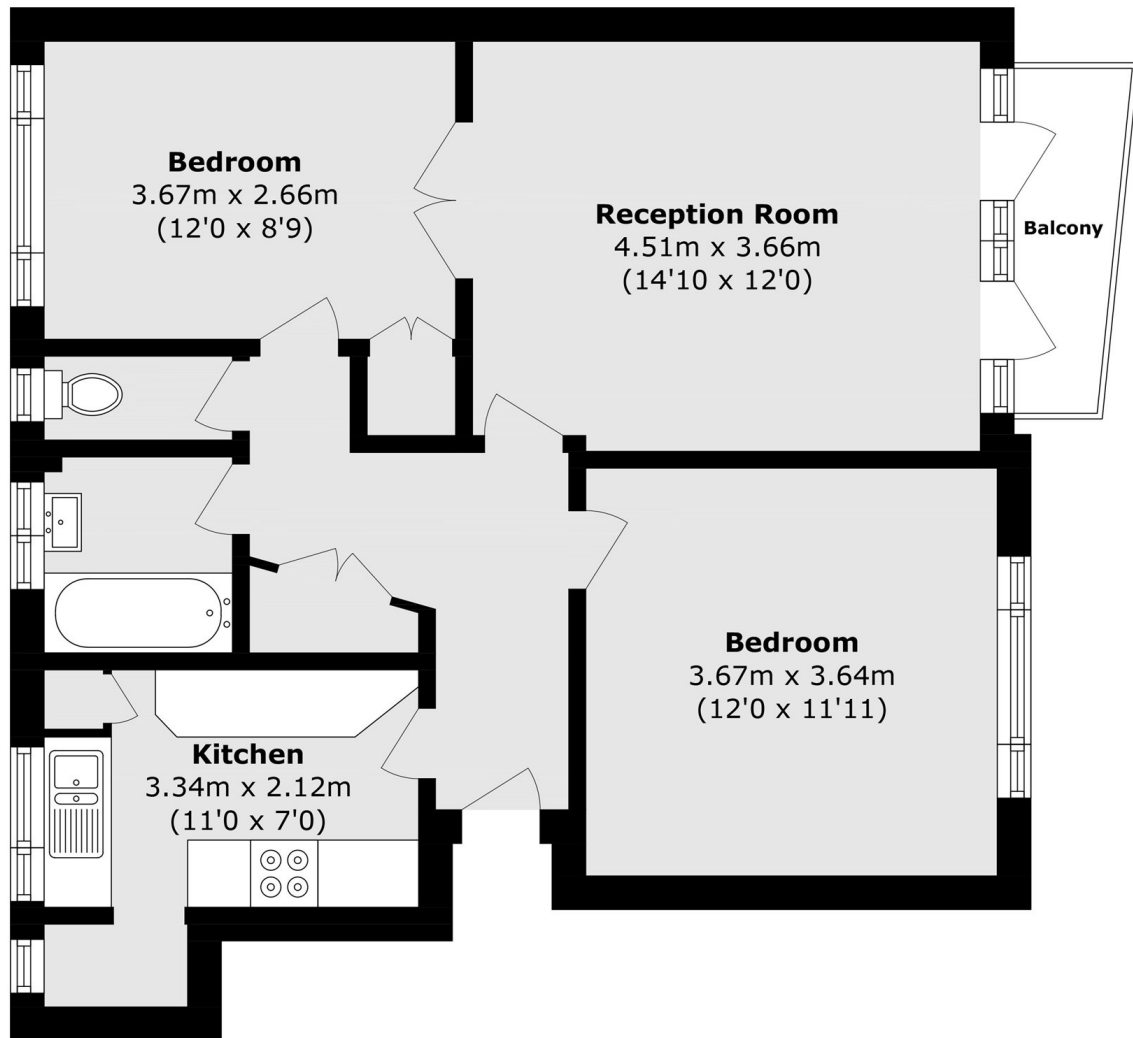 Bedroom
3.67m x 2.66m
(12'0 x 8'9)
Reception Room
4.51m x 3.66m
(14'10 x 12'0)
Balcony
Bedroom
3.67m x 3.64m
(12'0 x 11'11)
Kitchen
3.34m x 2.12m
(11'0 x 7'0)